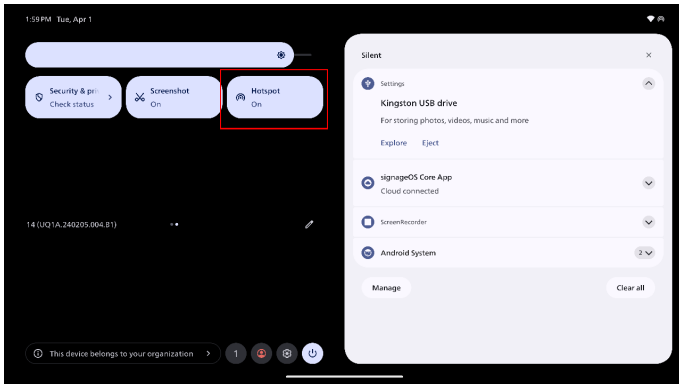 1:59 PM Tue, Apr 1
Security & pri
Check status
Screenshot
On
Hotspot
On
14 (UQ1A.240205.004.B1)
This device belongs to your organization
1
Silent
Settings
Kingston USB drive
For storing photos, videos, music and more
Explore Eject
signageOS Core App
Cloud connected
ScreenRecorder
Android System
2
Manage
Clear all